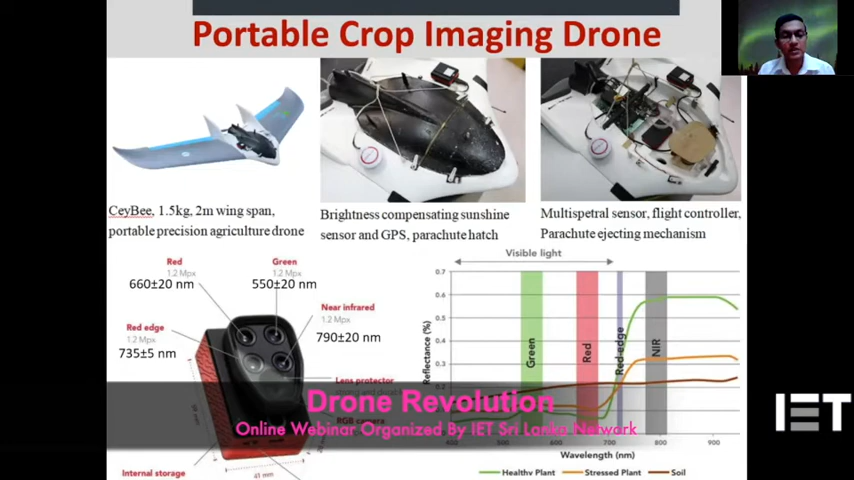 Portable Crop Imaging Drone
CeyBee, 1.5kg, 2m wing span,
portable precision agriculture drone
Brightness compensating sunshine
sensor and GPS, parachute hatch
Multispetral sensor, flight controller,
Parachute ejecting mechanism
Red
1.2 Mpx
660±20 nm
Green
1.2 Mpx
550±20 nm
Near infrared
1.2 Mpx
790±20 nm
Red edge
1.2 Mpx
735±5 nm
Lens protector
RGB camera
Internal storage
41 mm
Visible light
0.7
0.6
0.5
0.4
0.3
0.2
Reflectance (%)
Green
Red
Red-edge
NIR
400
500
600
700
800
900
Wavelength (nm)
Healthy Plant
Stressed Plant
Soil
Drone Revolution
Online Webinar Organized By IET Sri Lanka Network
IET